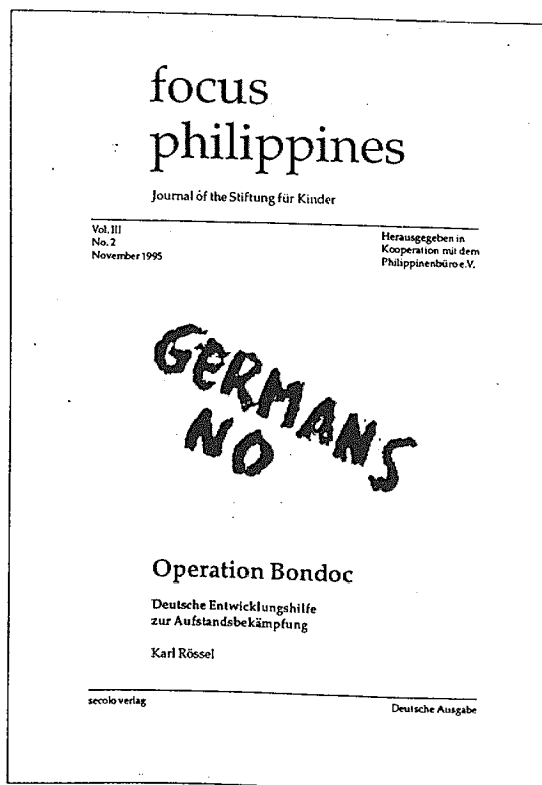 focus
philippines
Journal of the Stiftung für Kinder
Vol. III
No. 2
November 1995
Herausgegeben in
Kooperation mit dem
Philippinenbüro e.V.
GERMANS
NO
Operation Bondoc
Deutsche Entwicklungshilfe
zur Aufstandsbekämpfung
Karl Rössel
secolo verlag
Deutsche Ausgabe